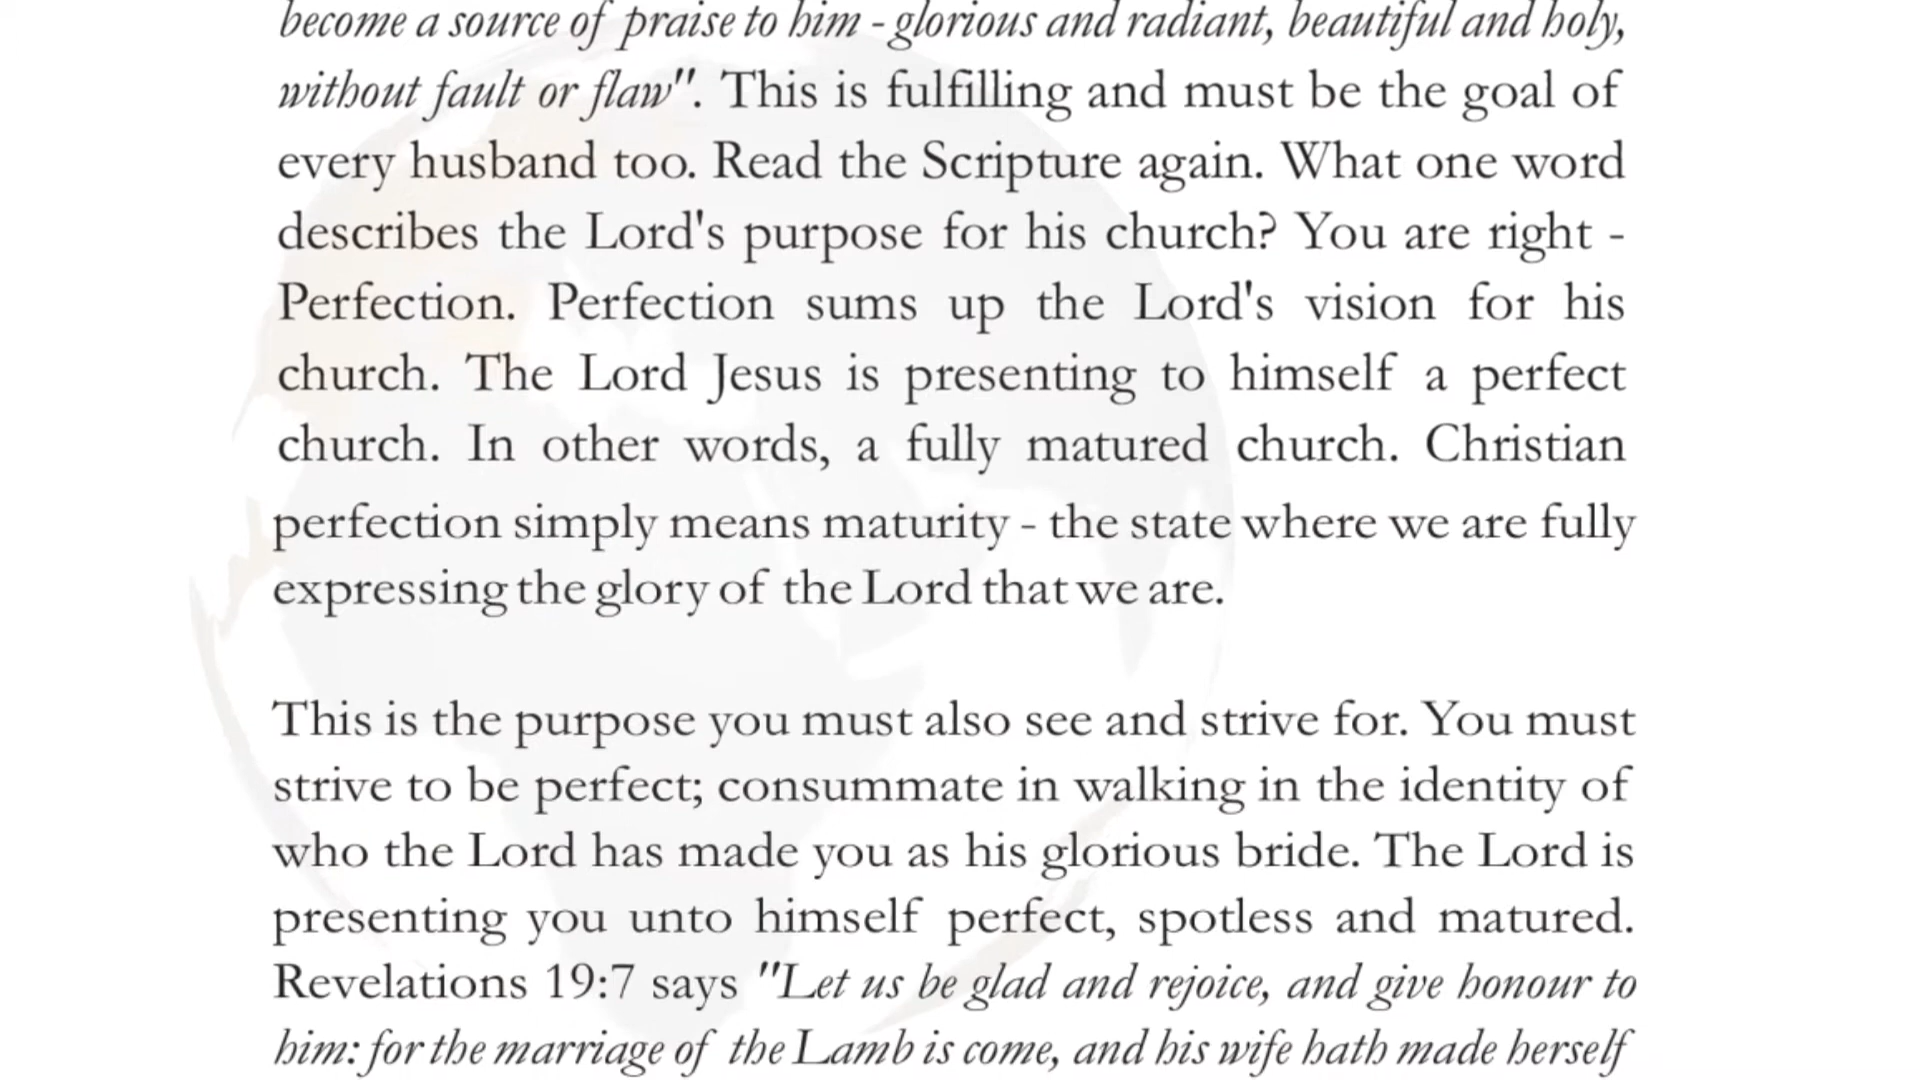 become a source of praise to him - glorious and radiant, beautiful and holy,
without fault or flaw". This is fulfilling and must be the goal of
every husband too. Read the Scripture again. What one word
describes the Lord's purpose for his church? You are right -
Perfection. Perfection sums up the Lord's vision for his
church. The Lord Jesus is presenting to himself a perfect
church. In other words, a fully matured church. Christian
perfection simply means maturity - the state where we are fully
expressing the glory of the Lord that we are.
This is the purpose you must also see and strive for. You must
strive to be perfect; consummate in walking in the identity of
who the Lord has made you as his glorious bride. The Lord is
presenting you unto himself perfect, spotless and matured.
Revelations 19:7 says "Let us be glad and rejoice, and give honour to
him: for the marriage of the Lamb is come, and his wife hath made herself